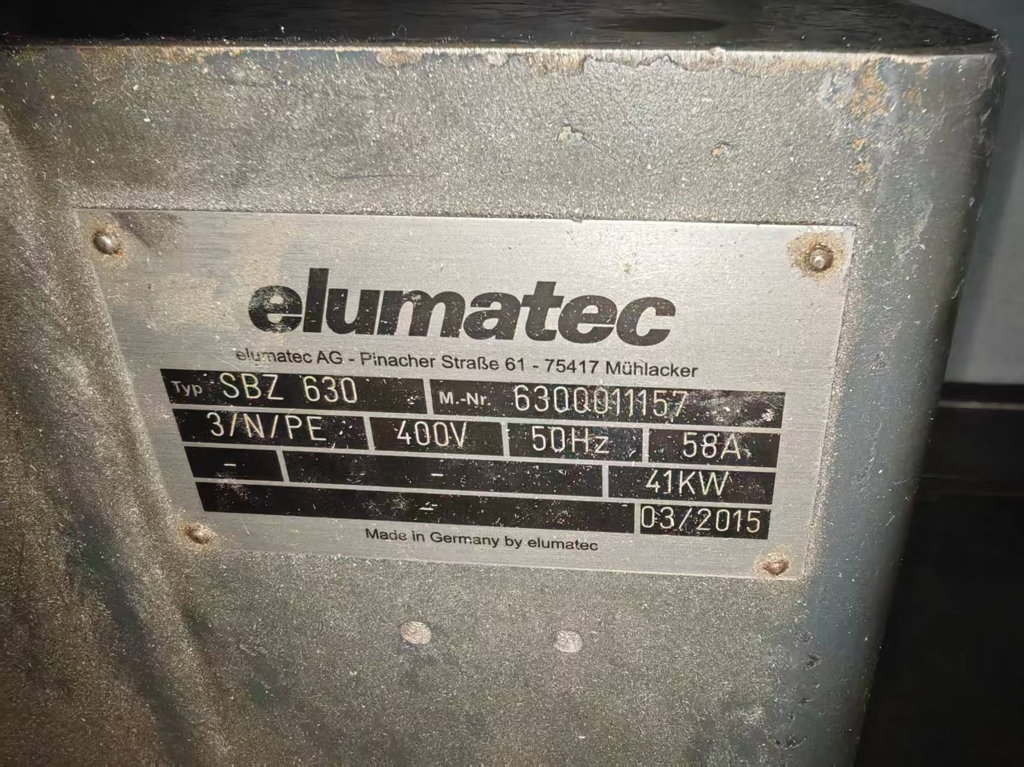 elumatec
elumatec AG - Pinacher Straße 61 - 75417 Mühlacker
Typ SBZ 630 M.-Nr. 6300011157
3/N/PE 400V 50Hz 58A
- - 41KW
- 03/2015
Made in Germany by elumatec